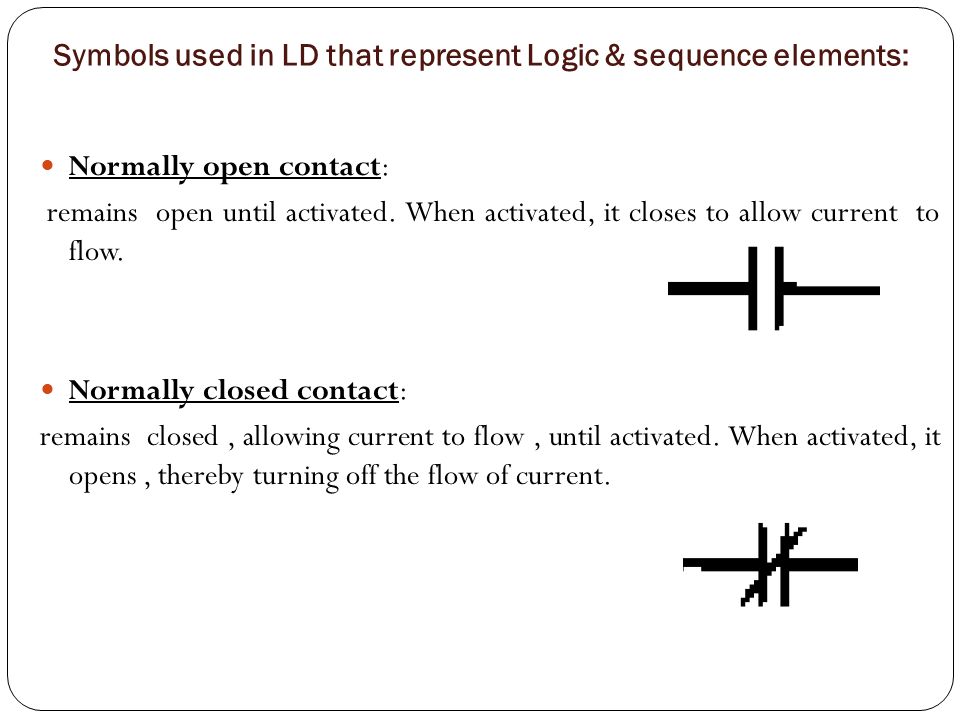 Symbols used in LD that represent Logic & sequence elements:
Normally open contact:
remains open until activated. When activated, it closes to allow current to
flow.
Normally closed contact:
remains closed , allowing current to flow , until activated. When activated, it
opens , thereby turning off the flow of current.